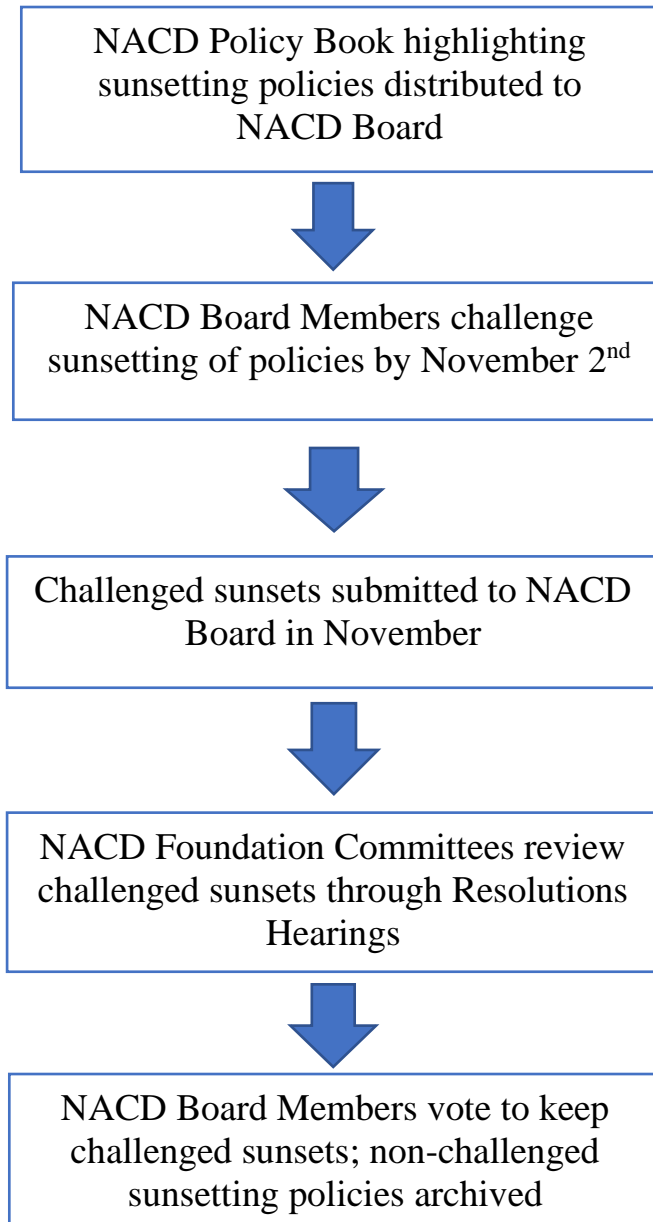 NACD Policy Book highlighting
sunsetting policies distributed to
NACD Board
NACD Board Members challenge
sunsetting of policies by November 2nd
Challenged sunsets submitted to NACD
Board in November
NACD Foundation Committees review
challenged sunsets through Resolutions
Hearings
NACD Board Members vote to keep
challenged sunsets; non-challenged
sunsetting policies archived